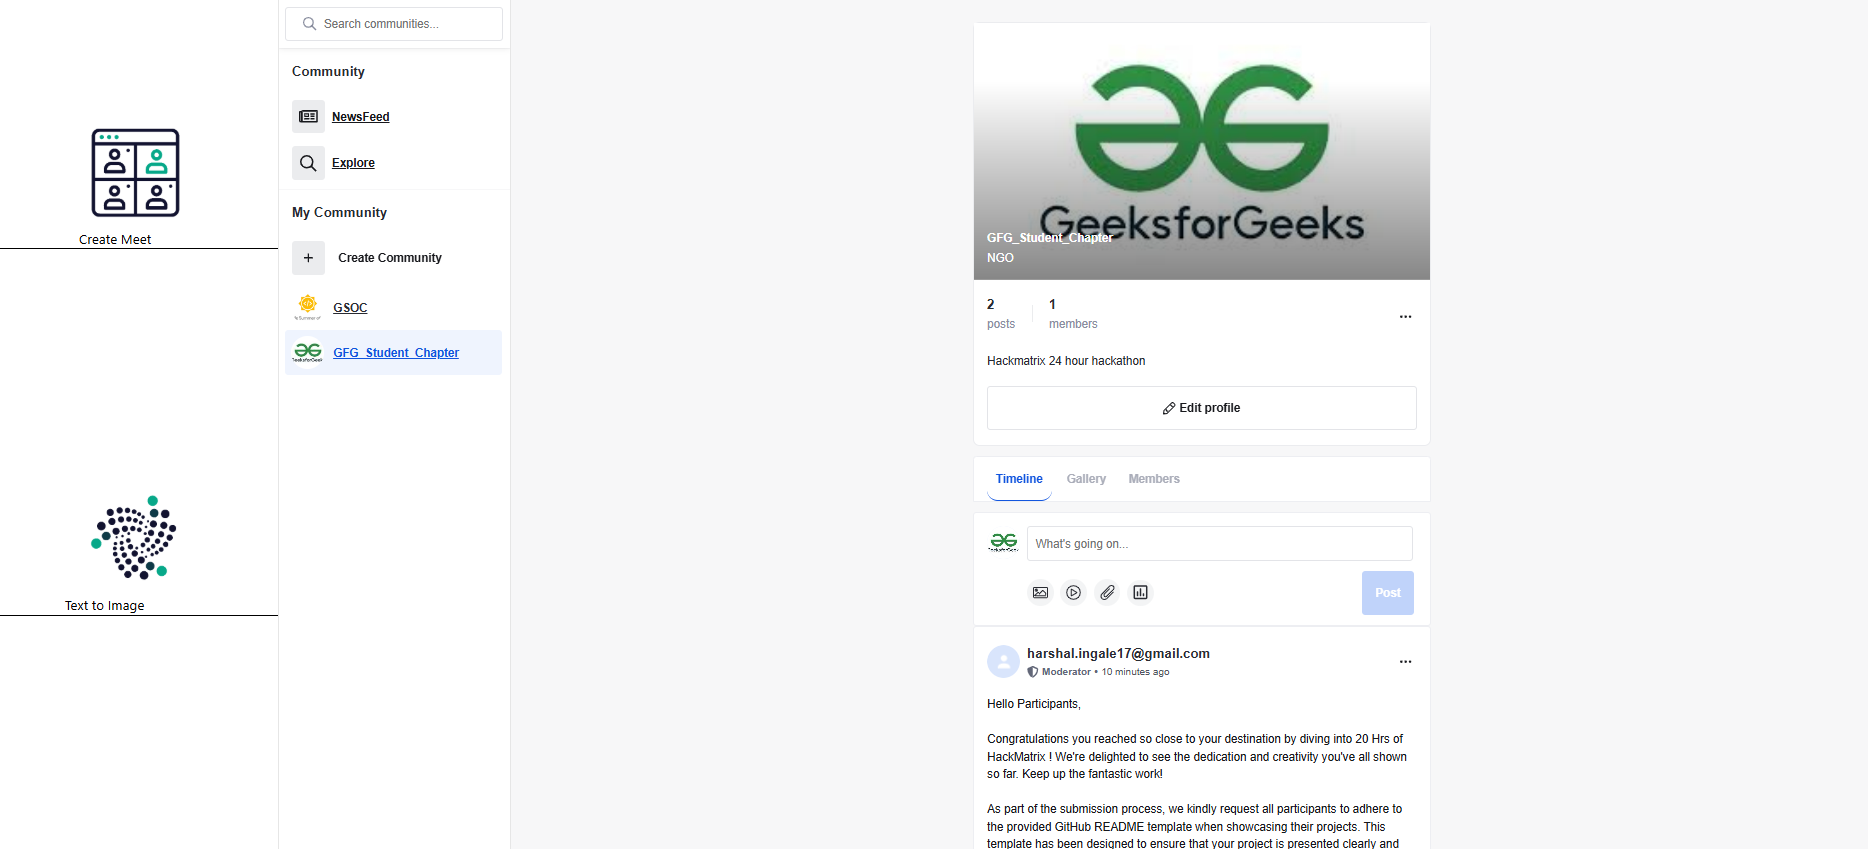 Create Meet
Text to Image
Search communities...
Community
NewsFeed
Explore
My Community
Create Community
GSOC
GeeksforGeek
GFG_Student_Chapter
GeeksforGeeks
GFG_Student_Chapter
NGO
2
posts
1
members
Hackmatrix 24 hour hackathon
Edit profile
Timeline Gallery Members
GeeksforGeeks
What's going on...
Post
harshal.ingale17@gmail.com
Moderator • 10 minutes ago
Hello Participants,
Congratulations you reached so close to your destination by diving into 20 Hrs of
HackMatrix ! We're delighted to see the dedication and creativity you've all shown
so far. Keep up the fantastic work!
As part of the submission process, we kindly request all participants to adhere to
the provided GitHub README template when showcasing their projects. This
template has been designed to ensure that your project is presented clearly and